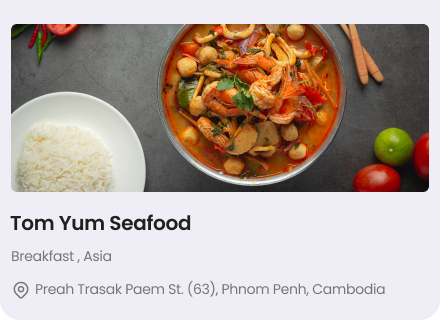 Tom Yum Seafood
Breakfast , Asia
Preah Trasak Paem St. (63), Phnom Penh, Cambodia